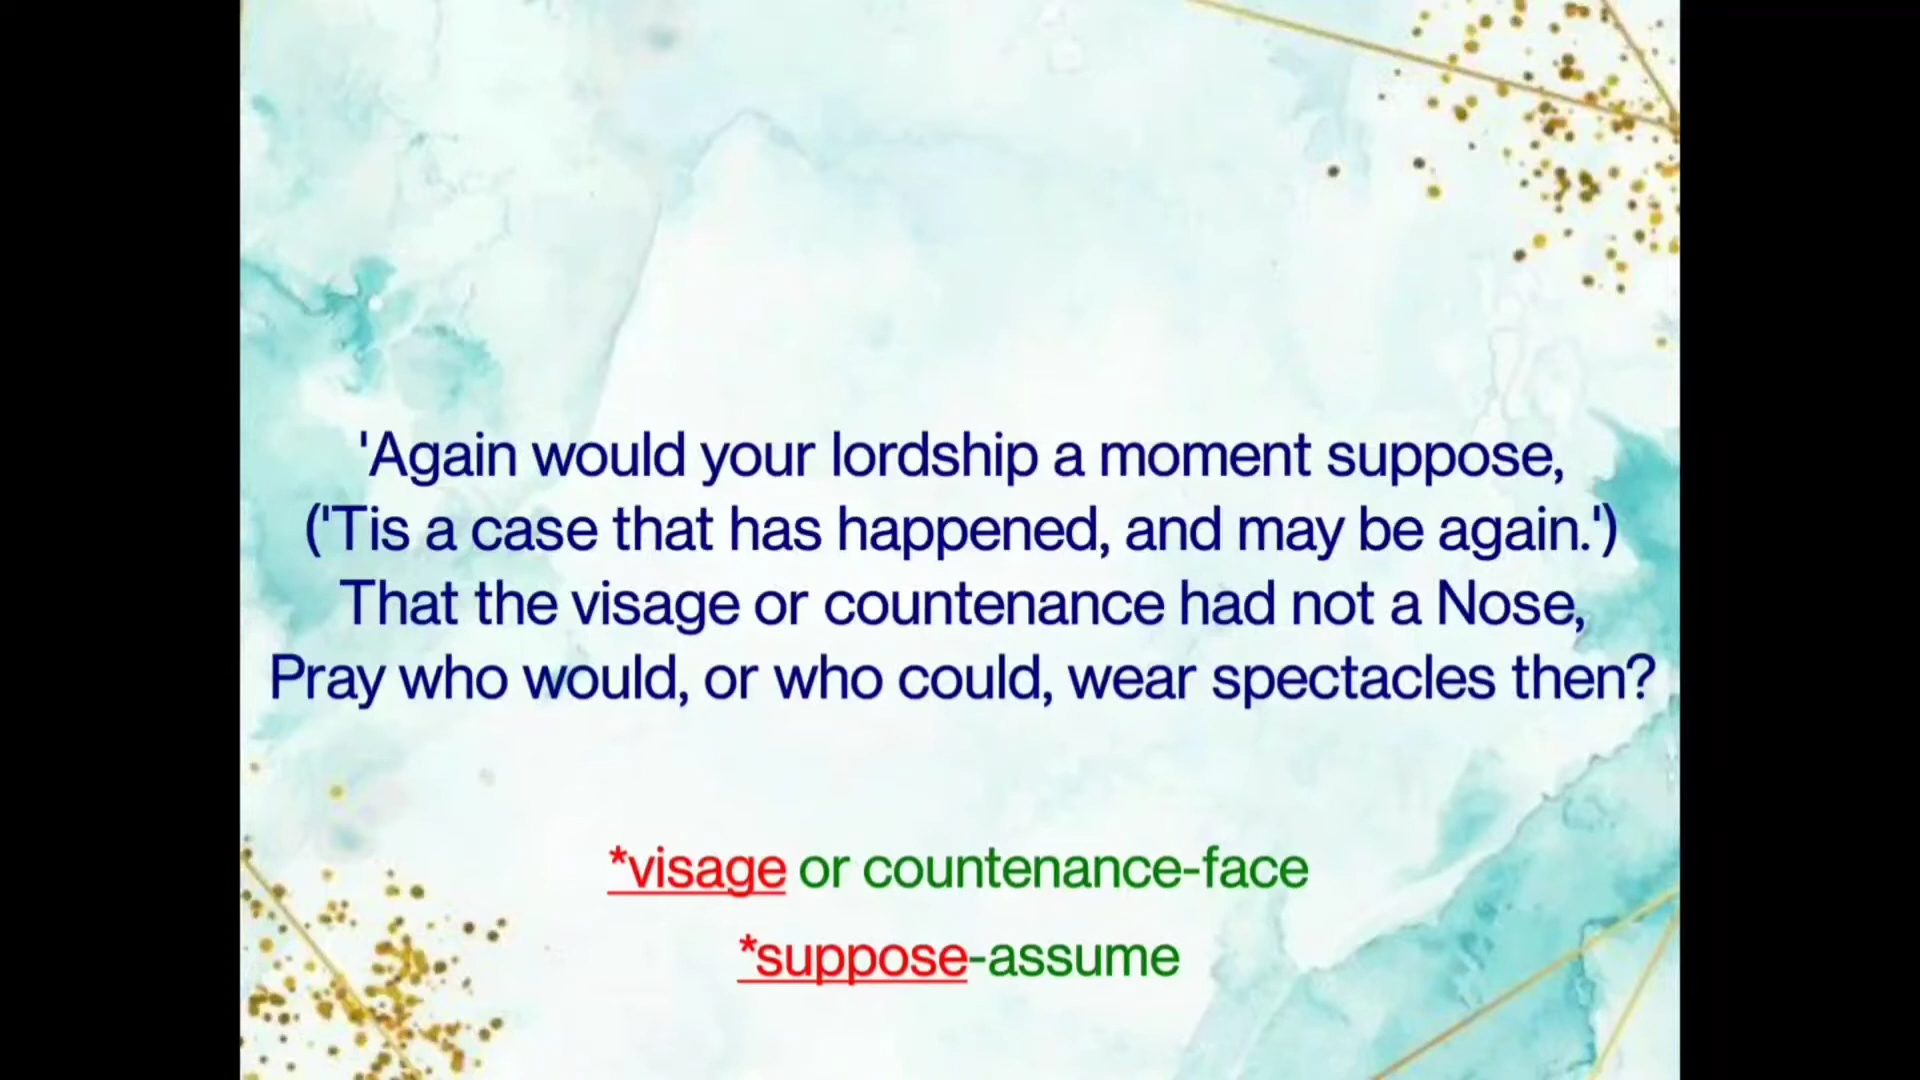 'Again would your lordship a moment suppose,
('Tis a case that has happened, and may be again.')
That the visage or countenance had not a Nose,
Pray who would, or who could, wear spectacles then?
*visage or countenance-face
*suppose-assume